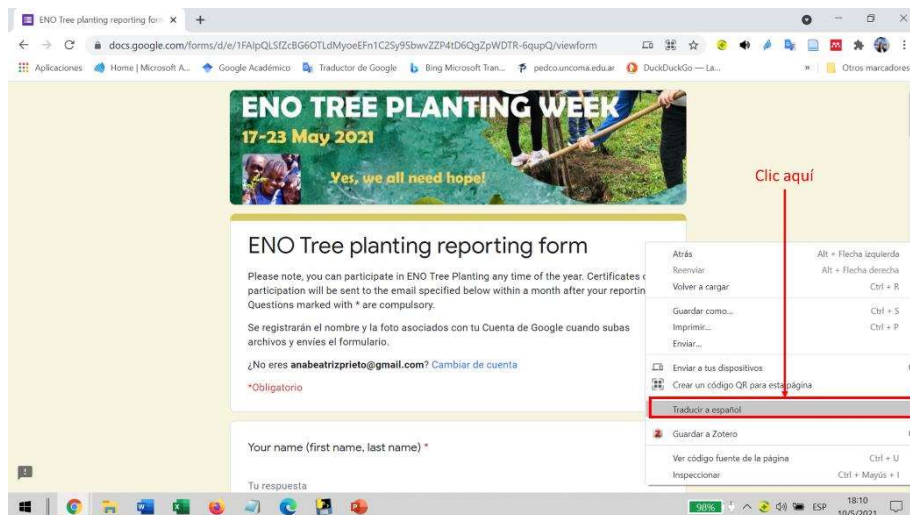 ENO Tree planting reporting for
docs.google.com/forms/d/e/1FAIpQLSfZcBG6OTLdMyoeEFn1C2Sy95bwvZZP4tD6QgZpWDTR-6qupQ/viewform
Aplicaciones
Home | Microsoft A...
Google Académico
Traductor de Google
Bing Microsoft Tran...
pedco.uncoma.edu.ar
DuckDuckGo — La...
»
Otros marcadores
ENO TREE PLANTING WEEK
17-23 May 2021
Yes, we all need hope!
Clic aquí
ENO Tree planting reporting form
Please note, you can participate in ENO Tree Planting any time of the year. Certificates
participation will be sent to the email specified below within a month after your reportin
Questions marked with * are compulsory.
Se registrarán el nombre y la foto asociados con tu Cuenta de Google cuando subas
archivos y envíes el formulario.
¿No eres anabeatrizprieto@gmail.com? Cambiar de cuenta
*Obligatorio
Your name (first name, last name) *
Tu respuesta
Atrás Alt + Flecha izquierda
Reenviar Alt + Flecha derecha
Volver a cargar Ctrl + R
Guardar como... Ctrl + S
Imprimir... Ctrl + P
Enviar...
Enviar a tus dispositivos
Crear un código QR para esta página
Traducir a español
Guardar a Zotero
Ver código fuente de la página Ctrl + U
Inspeccionar Ctrl + Mayús + I
98%
ESP
18:10
10/5/2021